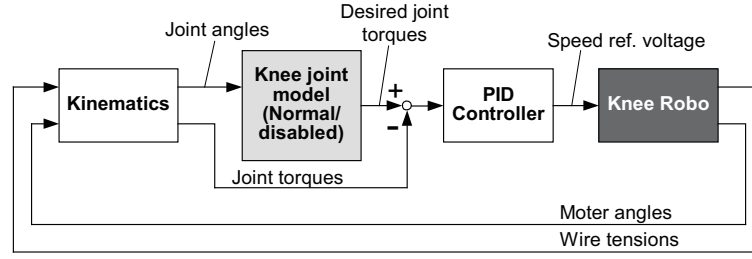 Joint angles
Desired joint
torques
Speed ref. voltage
Kinematics
Knee joint
model
(Normal/
disabled)
+
-
PID
Controller
Knee Robo
Joint torques
Moter angles
Wire tensions